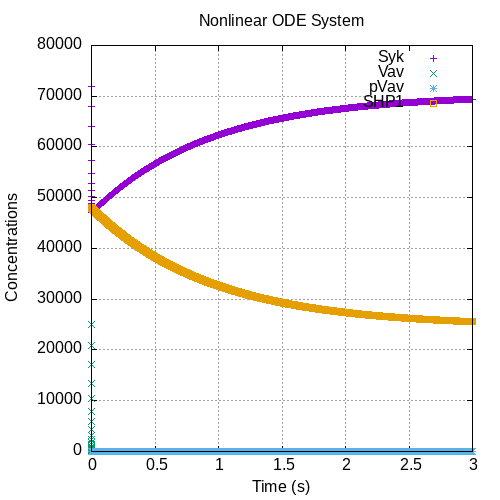 Nonlinear ODE System
80000
70000
60000
50000
40000
30000
20000
10000
0
Concentrations
Syk
Vav
pVav
SHP1
0 0.5 1 1.5 2 2.5 3
Time (s)